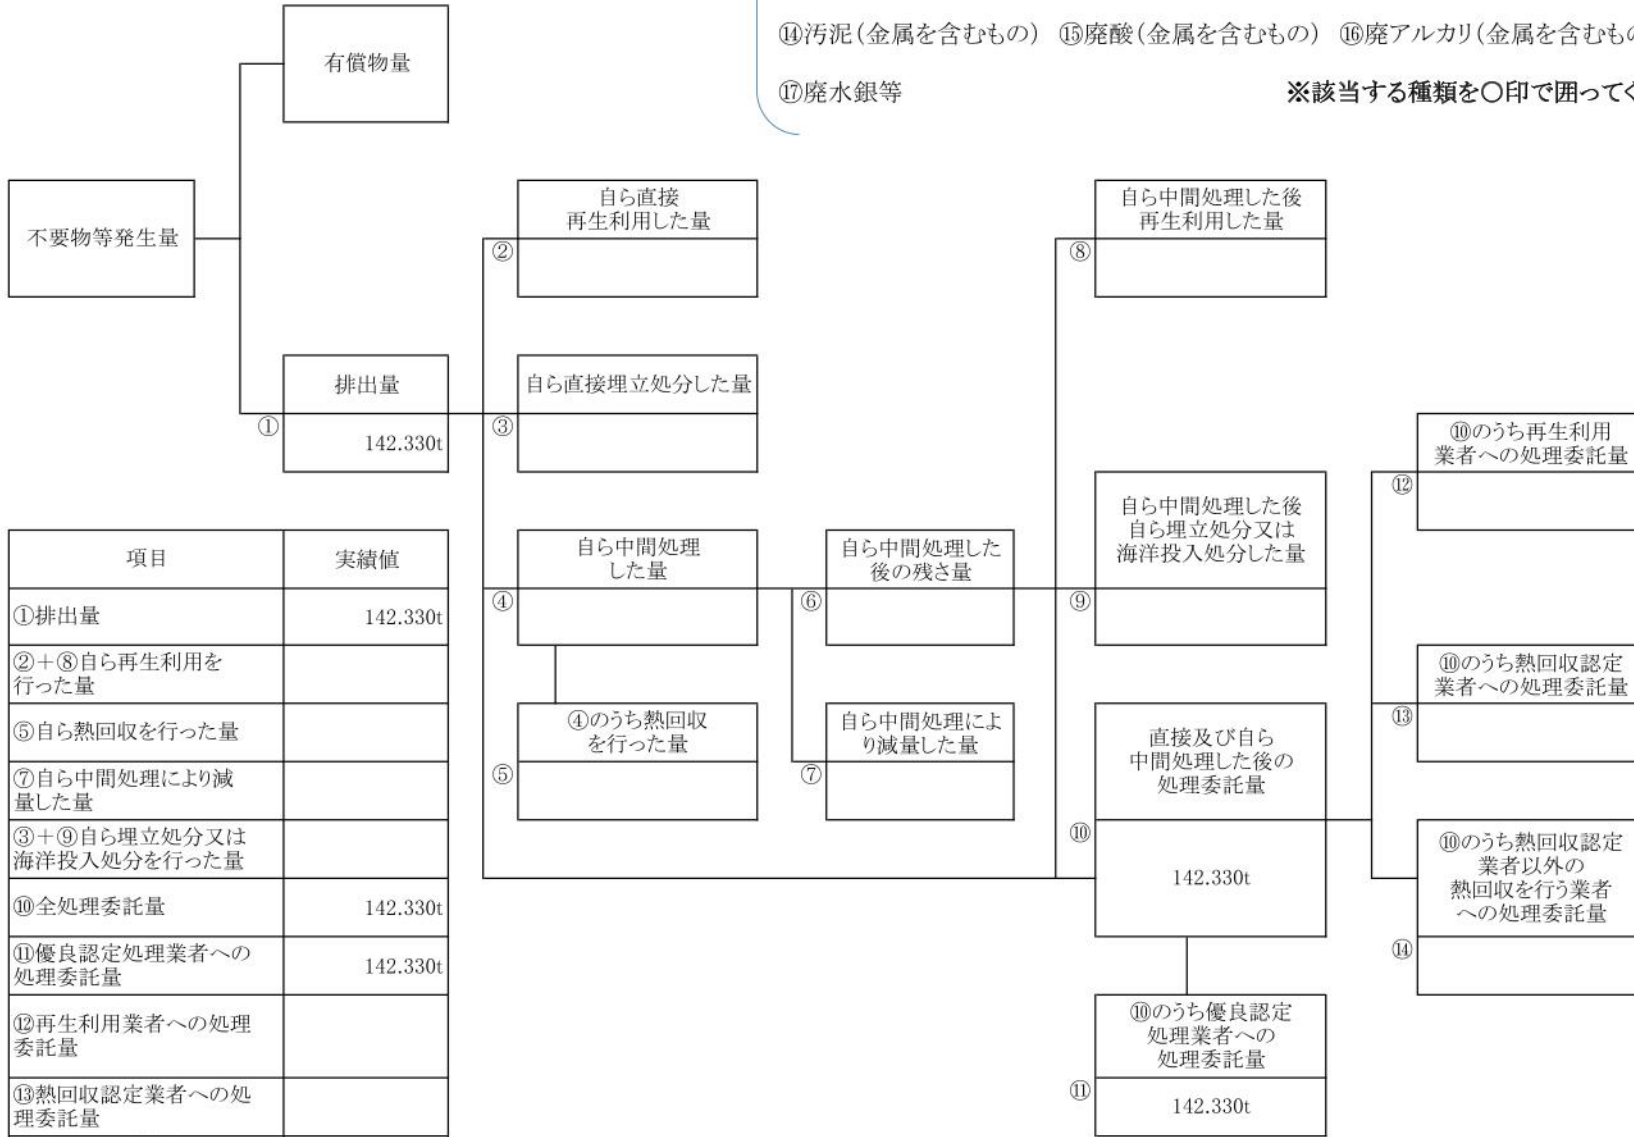 ⑭汚泥(金属を含むもの) ⑮廃酸(金属を含むもの) ⑯廃アルカリ(金属を含むもの
⑰廃水銀等
※該当する種類を〇印で囲ってく
有償物量
不要物等発生量
排出量
①
142.330t
自ら直接
再生利用した量
②
自ら直接埋立処分した量
③
自ら中間処理
した量
④
④のうち熱回収
を行った量
⑤
自ら中間処理した
後の残さ量
⑥
自ら中間処理によ
り減量した量
⑦
自ら中間処理した後
再生利用した量
⑧
自ら中間処理した後
自ら埋立処分又は
海洋投入処分した量
⑨
直接及び自ら
中間処理した後の
処理委託量
⑩
142.330t
⑩のうち優良認定
処理業者への
処理委託量
⑪
142.330t
⑩のうち再生利用
業者への処理委託量
⑫
⑩のうち熱回収認定
業者への処理委託量
⑬
⑩のうち熱回収認定
業者以外の
熱回収を行う業者
への処理委託量
⑭
項目 実績値
①排出量 142.330t
②+⑧自ら再生利用を
行った量
⑤自ら熱回収を行った量
⑦自ら中間処理により減
量した量
③+⑨自ら埋立処分又は
海洋投入処分を行った量
⑩全処理委託量 142.330t
⑪優良認定処理業者への
処理委託量 142.330t
⑫再生利用業者への処理
委託量
⑬熱回収認定業者への処
理委託量